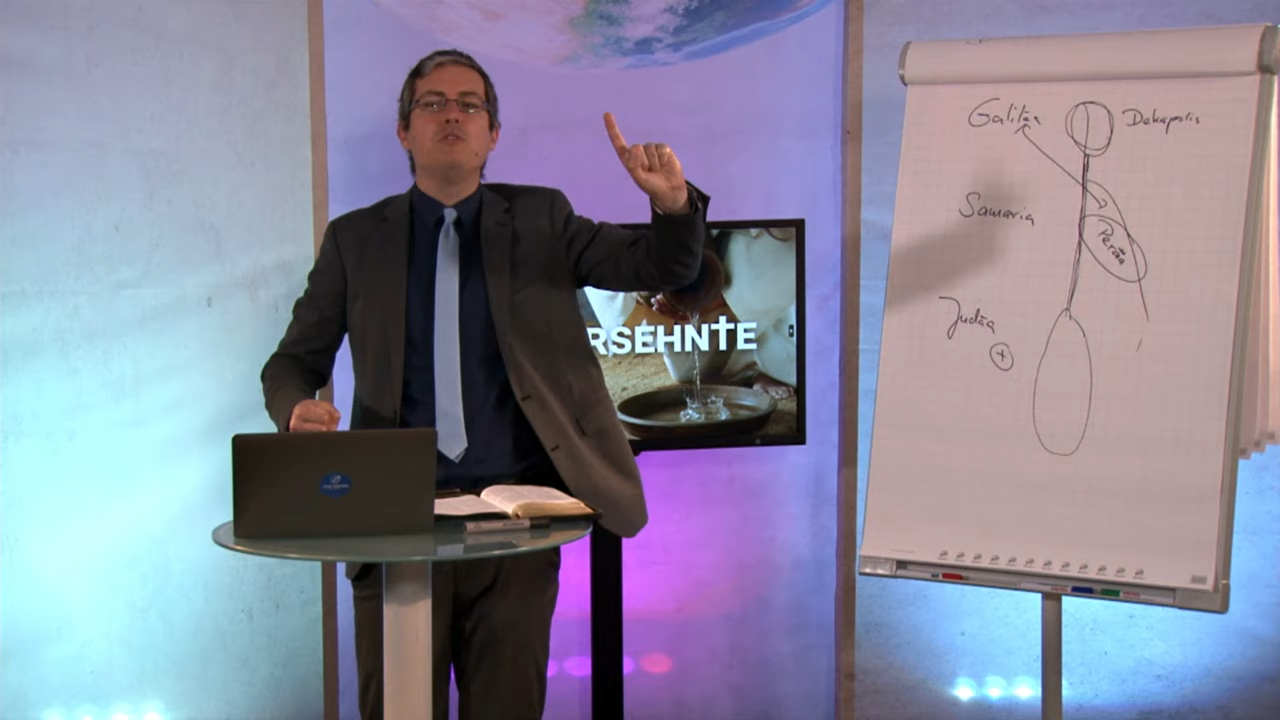 RSEHNTE
Galiläa
Dekapolis
Samaria
Peräa
Judäa